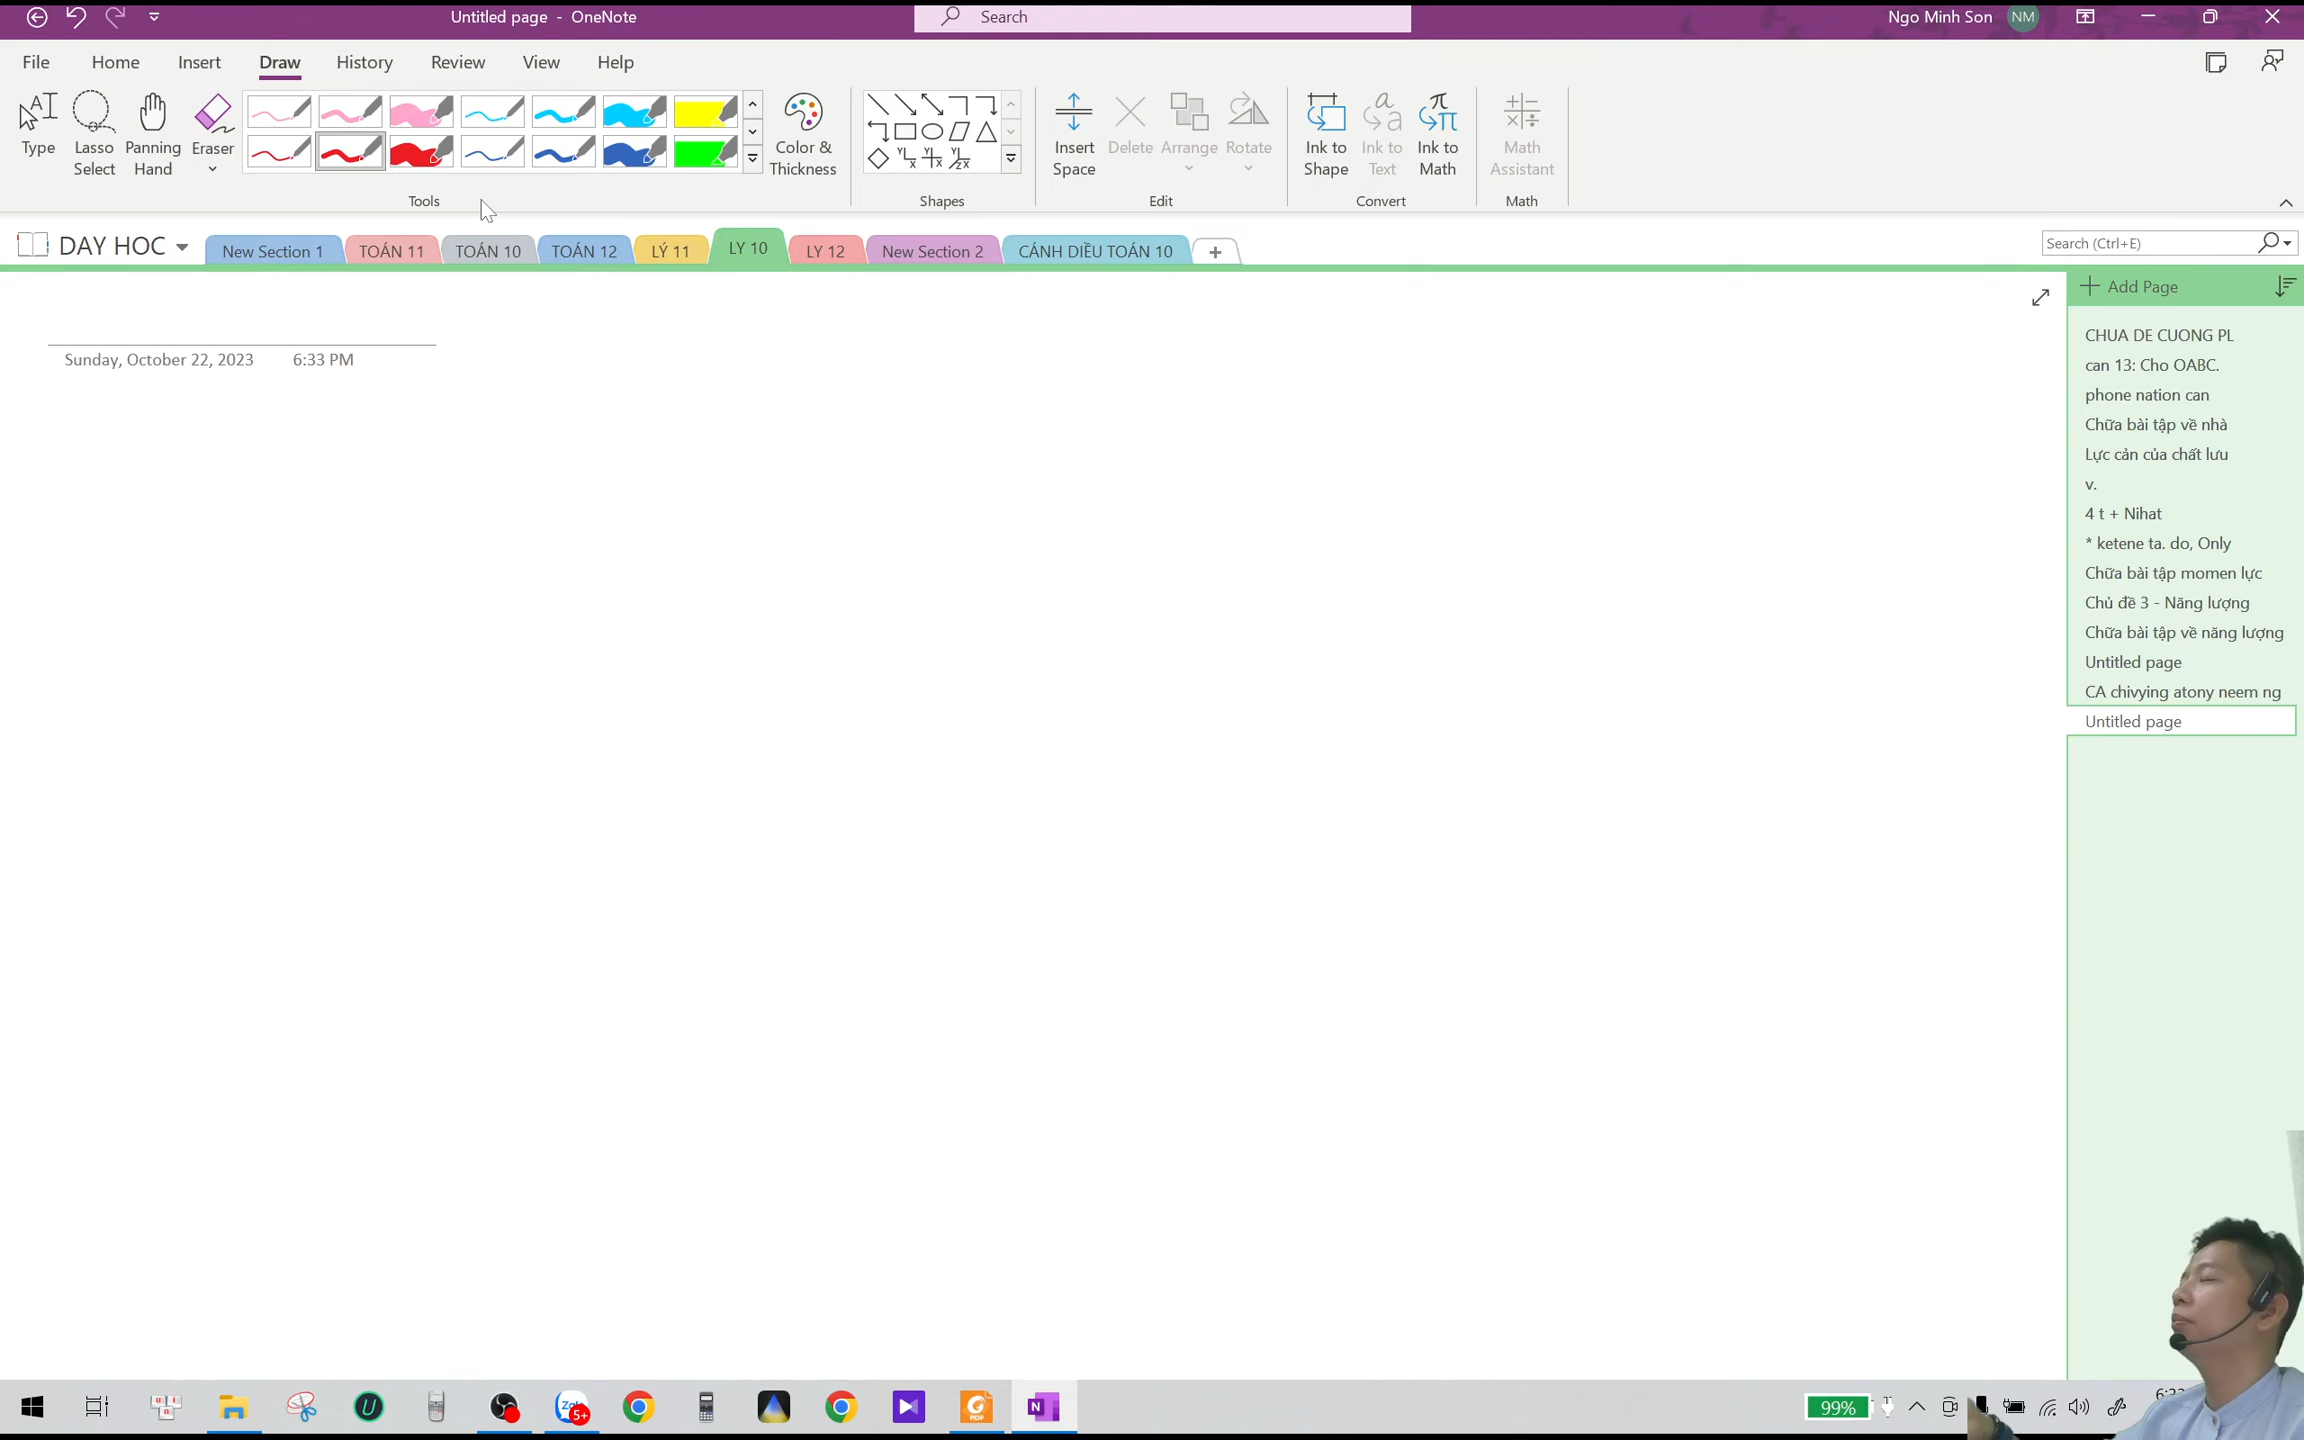 Untitled page - OneNote
Search
Ngo Minh Son
NM
File
Home
Insert
Draw
History
Review
View
Help
Type
Lasso Select
Panning Hand
Eraser
Color & Thickness
Insert Space
Delete
Arrange
Rotate
Ink to Shape
Ink to Text
Ink to Math
Math Assistant
Tools
Shapes
Edit
Convert
Math
DAY HOC
New Section 1
TOÁN 11
TOÁN 10
TOÁN 12
LÝ 11
LY 10
LY 12
New Section 2
CÁNH DIỀU TOÁN 10
Search (Ctrl+E)
Add Page
Sunday, October 22, 2023
6:33 PM
CHUA DE CUONG PL
can 13: Cho OABC.
phone nation can
Chữa bài tập về nhà
Lực cản của chất lưu
v.
4 t + Nihat
* ketene ta. do, Only
Chữa bài tập momen lực
Chủ đề 3 - Năng lượng
Chữa bài tập về năng lượng
Untitled page
CA chivying atony neem ng
Untitled page
99%